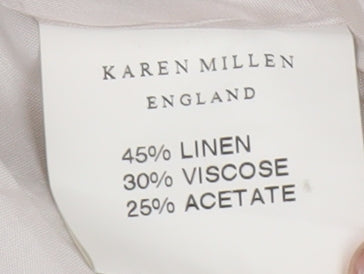 KAREN MILLEN
ENGLAND
45% LINEN
30% VISCOSE
25% ACETATE